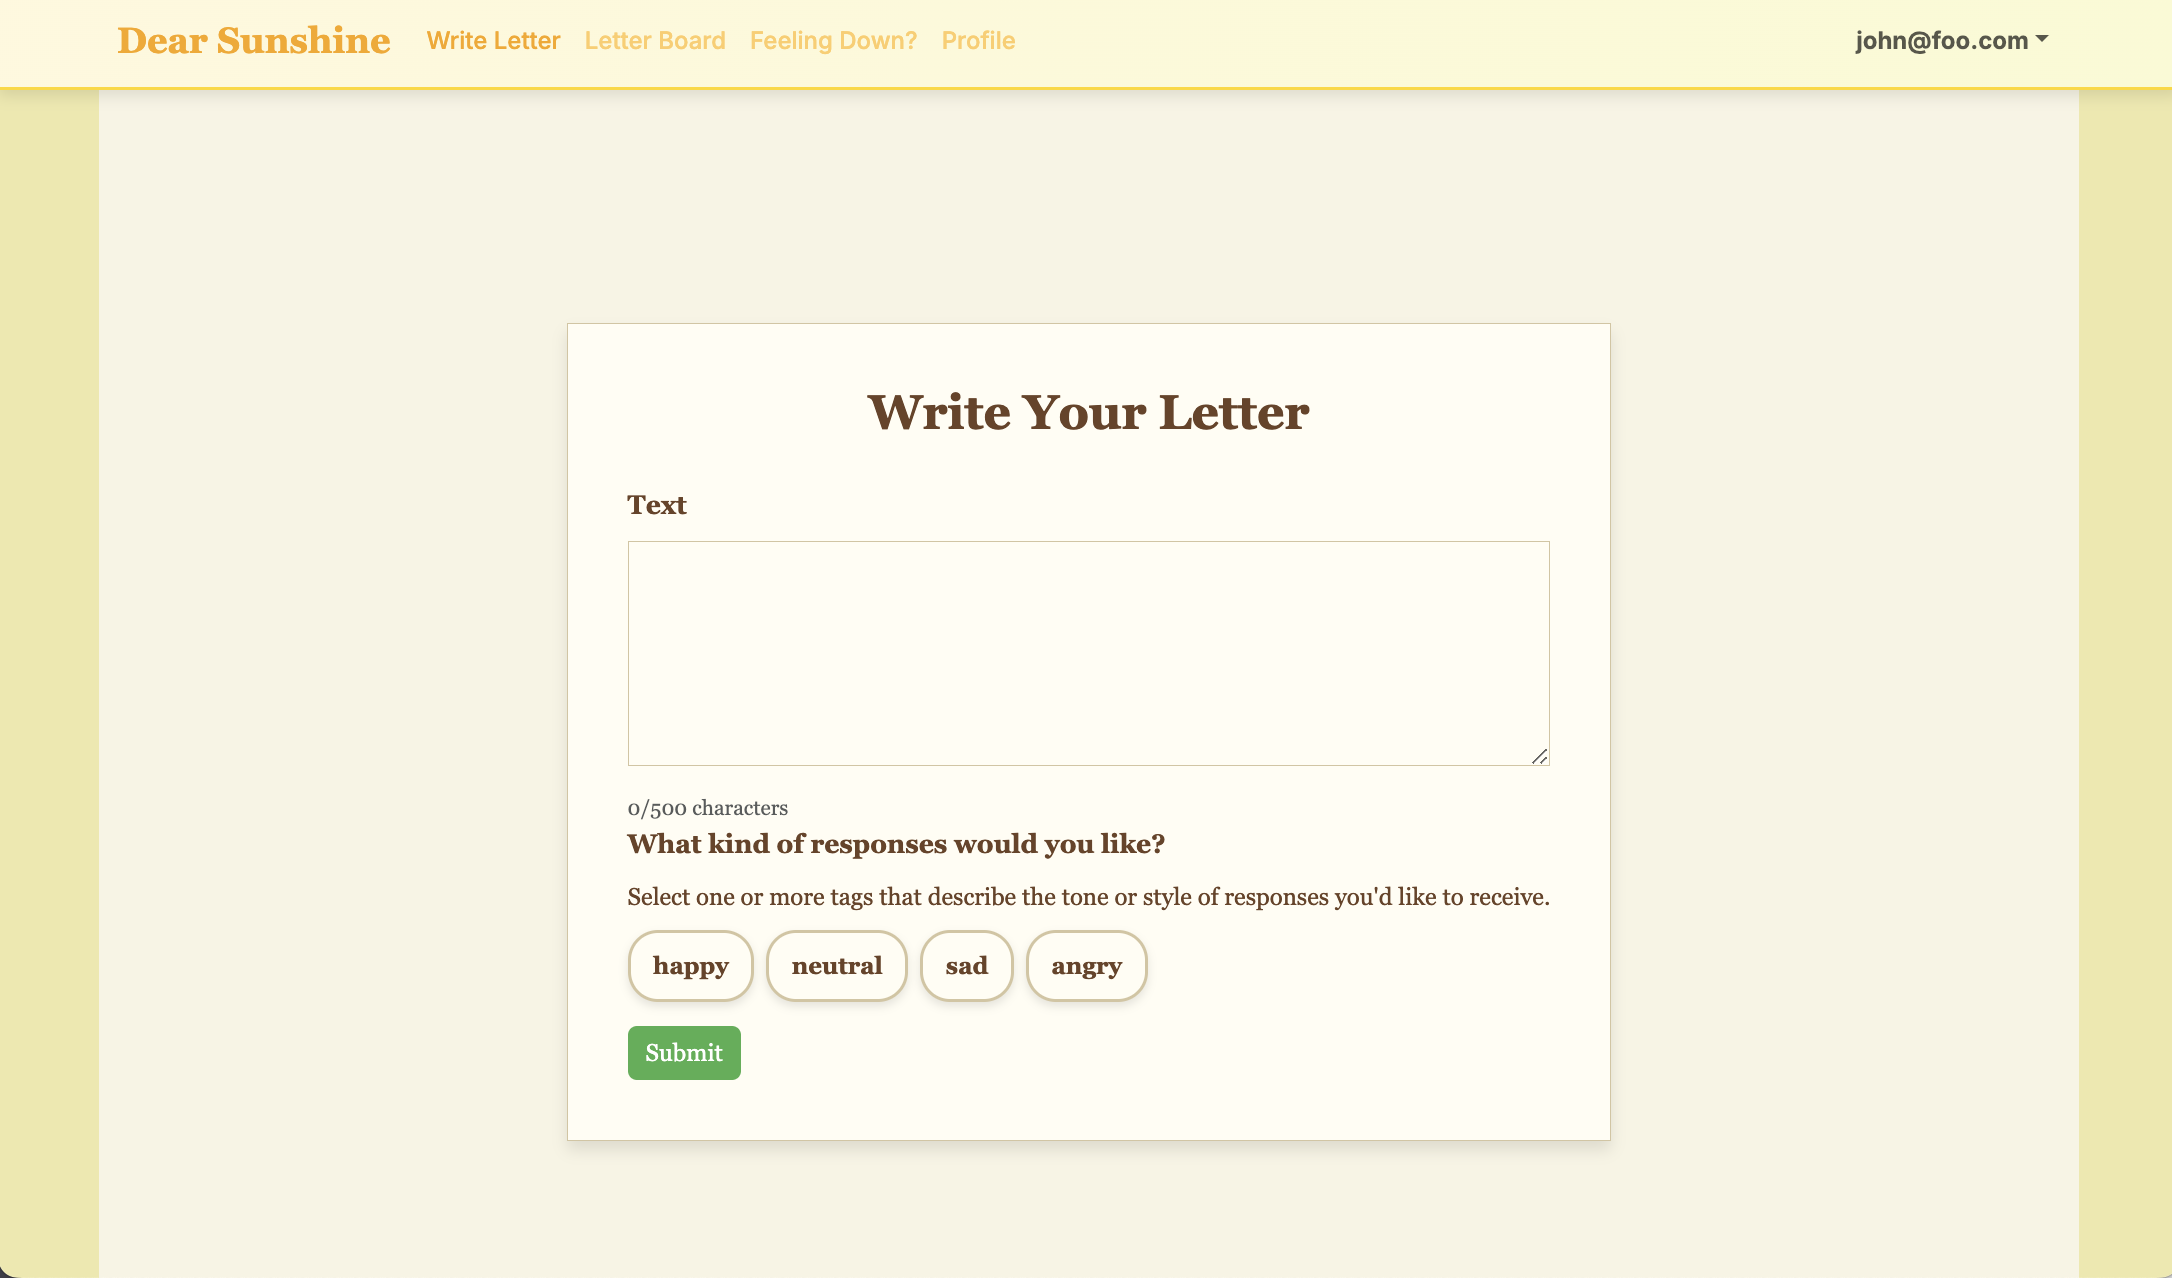 Dear Sunshine Write Letter Letter Board Feeling Down? Profile john@foo.com
Write Your Letter
Text
0/500 characters
What kind of responses would you like?
Select one or more tags that describe the tone or style of responses you'd like to receive.
happy neutral sad angry
Submit